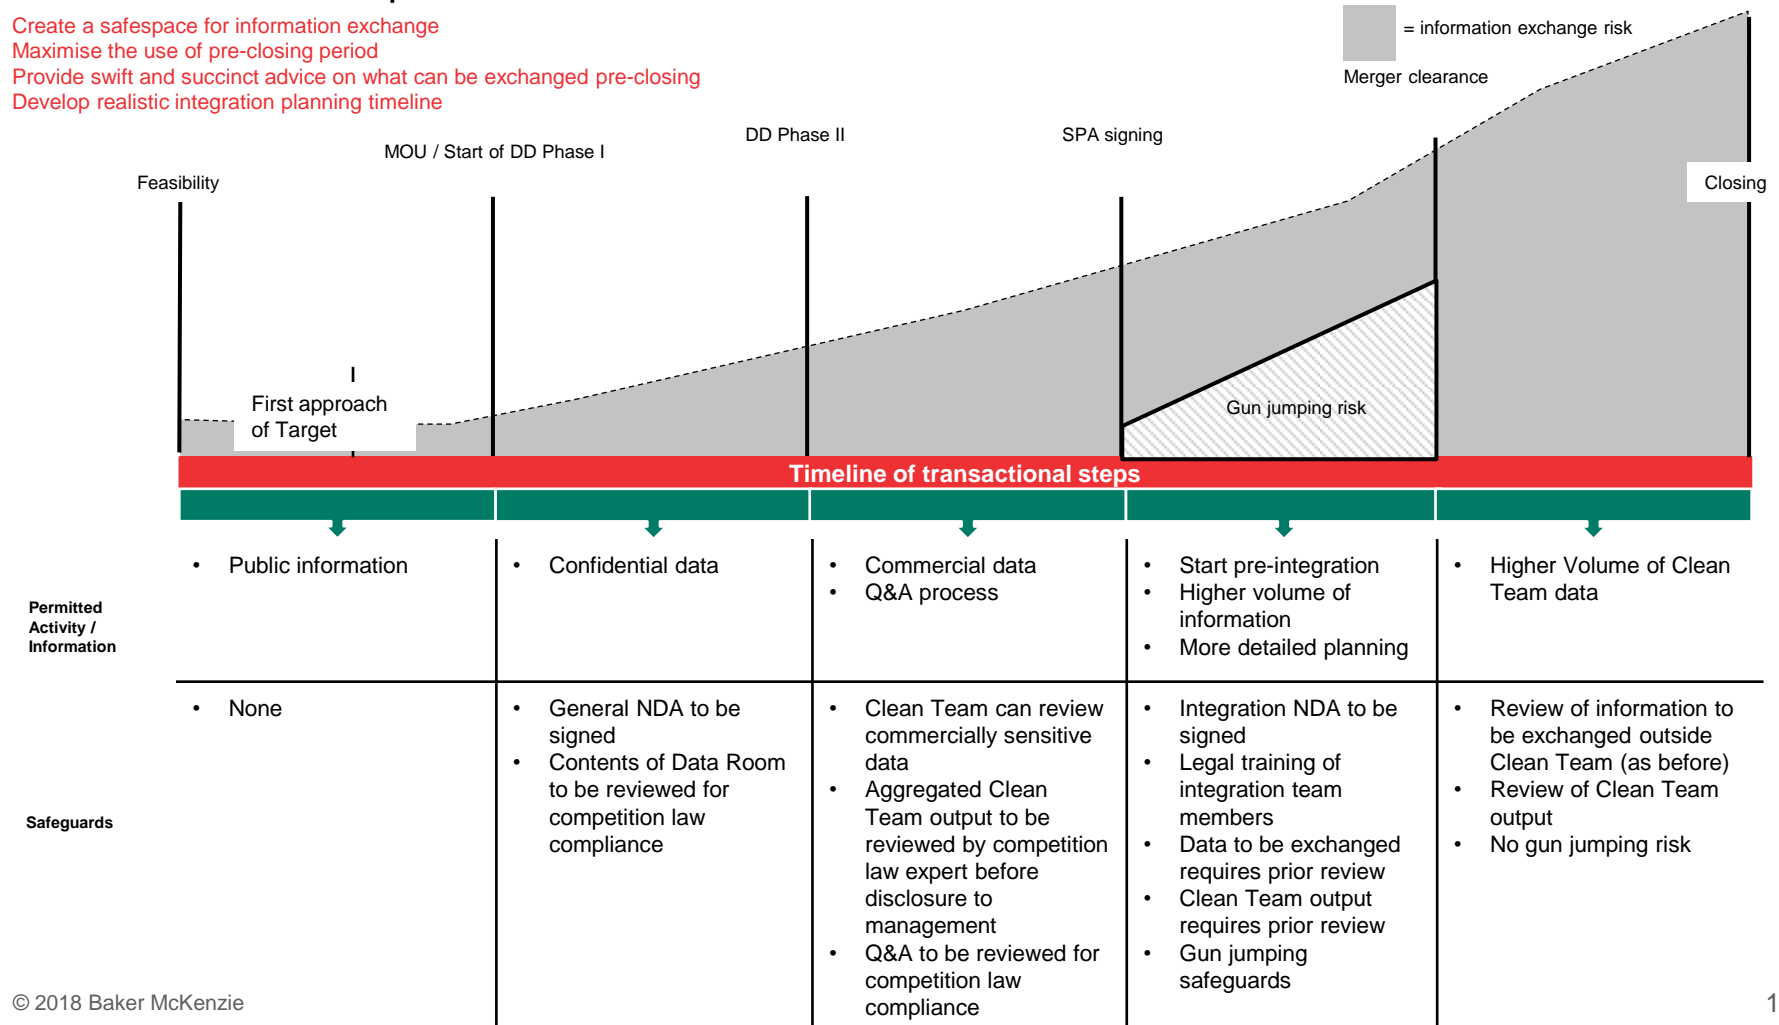 Create a safespace for information exchange
Maximise the use of pre-closing period
Provide swift and succinct advice on what can be exchanged pre-closing
Develop realistic integration planning timeline
= information exchange risk
Merger clearance
DD Phase II
SPA signing
MOU / Start of DD Phase I
Feasibility
Closing
First approach
of Target
Gun jumping risk
Timeline of transactional steps
Permitted
Activity /
Information
• Public information
• Confidential data
• Commercial data
• Q&A process
• Start pre-integration
• Higher volume of
information
• More detailed planning
• Higher Volume of Clean
Team data
Safeguards
• None
• General NDA to be
signed
• Contents of Data Room
to be reviewed for
competition law
compliance
• Clean Team can review
commercially sensitive
data
• Aggregated Clean
Team output to be
reviewed by competition
law expert before
disclosure to
management
• Q&A to be reviewed for
competition law
compliance
• Integration NDA to be
signed
• Legal training of
integration team
members
• Data to be exchanged
requires prior review
• Clean Team output
requires prior review
• Gun jumping
safeguards
• Review of information to
be exchanged outside
Clean Team (as before)
• Review of Clean Team
output
• No gun jumping risk
© 2018 Baker McKenzie
1